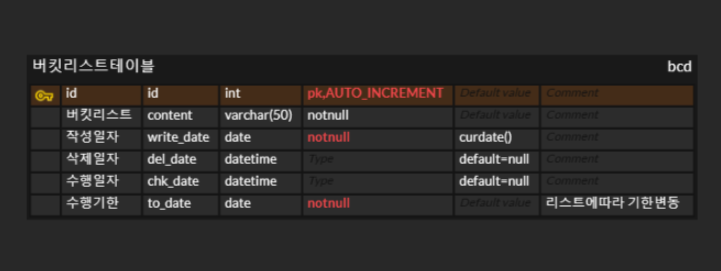 버킷리스트테이블 bcd
id id int pk,AUTO_INCREMENT Default value Comment
버킷리스트 content varchar(50) notnull Default value Comment
작성일자 write_date date notnull curdate() Comment
삭제일자 del_date datetime Type default=null Comment
수행일자 chk_date datetime Type default=null Comment
수행기한 to_date date notnull Default value 리스트에따라 기한변동